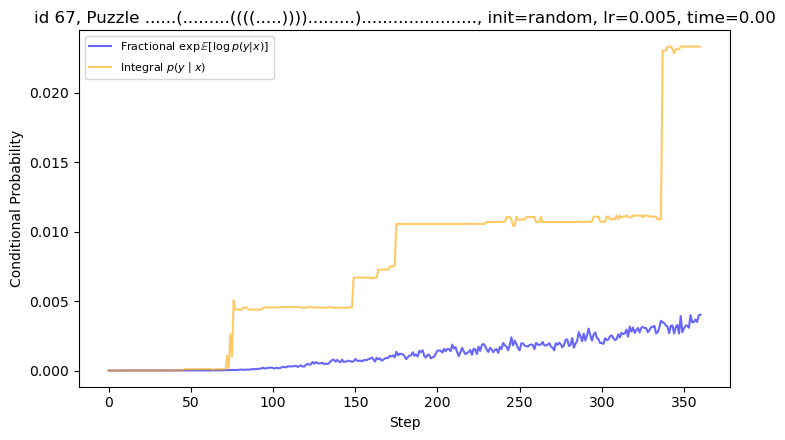 id 67, Puzzle ......(.........((((.....)))).........)......................, init=random, lr=0.005, time=0.00
Fractional exp𝔼[log p(y|x)]
Integral p(y | x)
Conditional Probability
0.020
0.015
0.010
0.005
0.000
0
50
100
150
200
250
300
350
Step